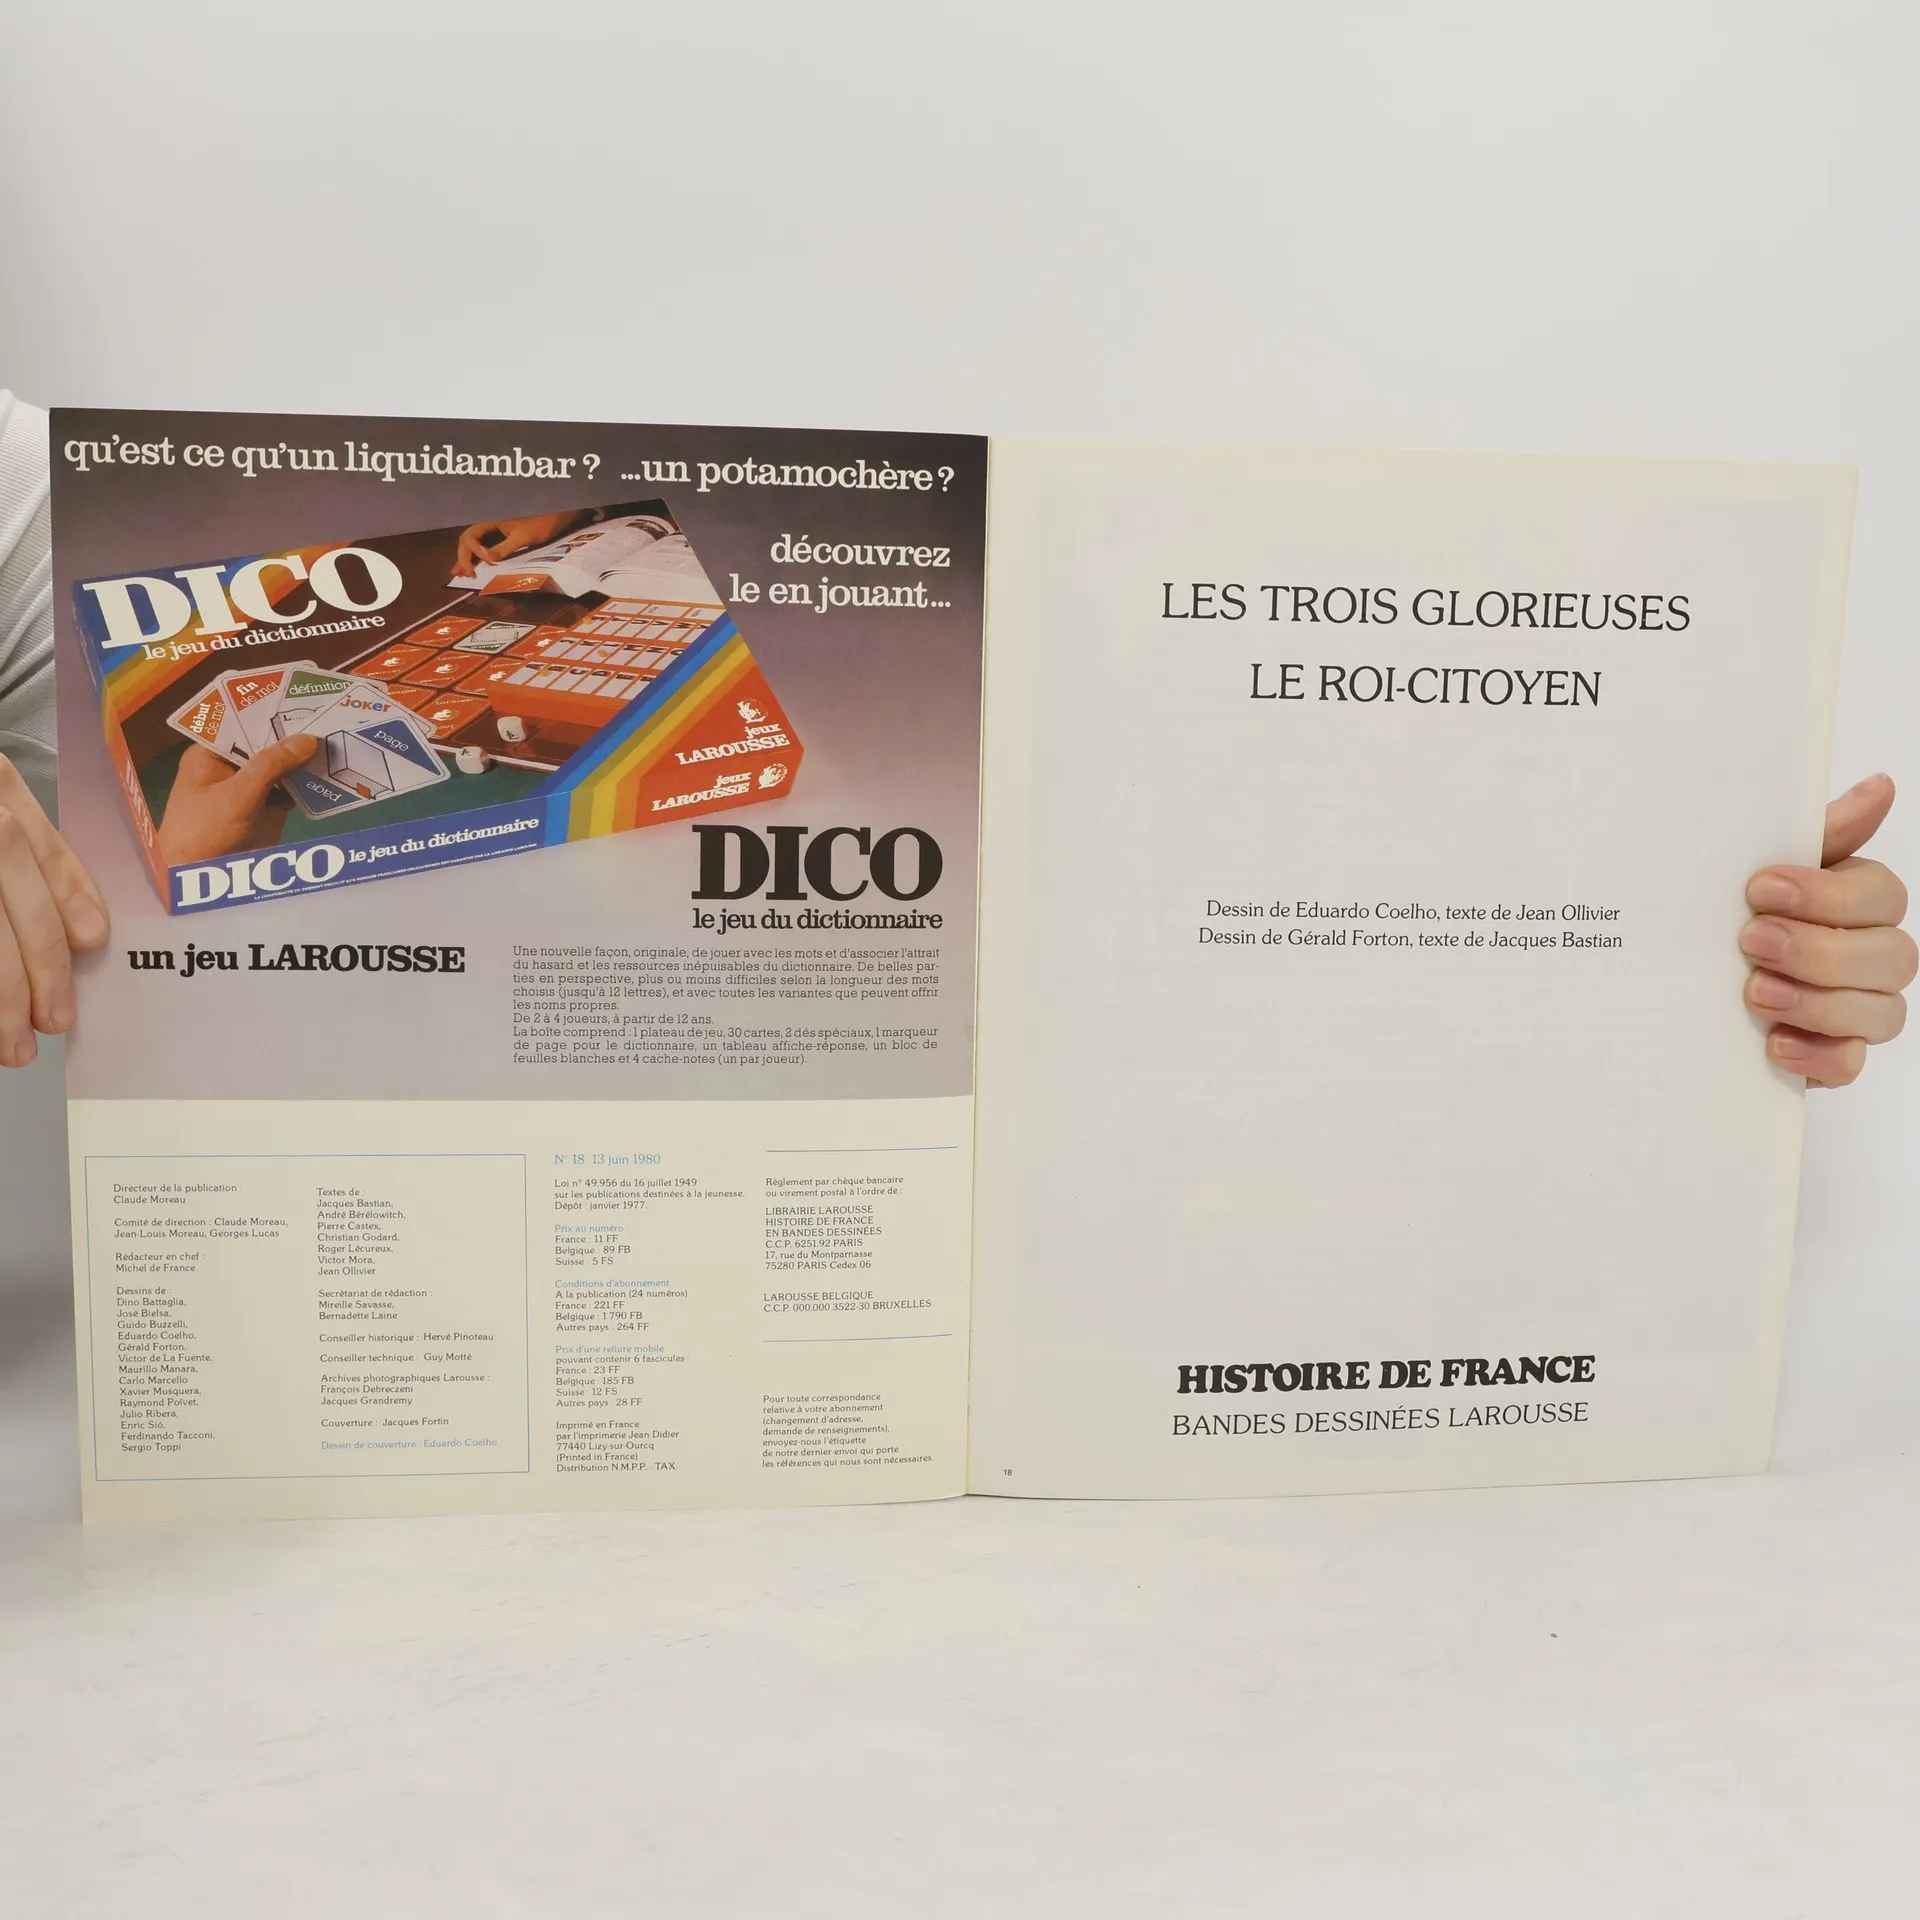 qu'est ce qu'un liquidambar ? ...un potamochère ?
découvrez
le en jouant...
DICO
le jeu du dictionnaire
début
de mot
fin
de mot
définition
JOKER
page
page
jeux
LAROUSSE
jeux
LAROUSSE
DICO le jeu du dictionnaire
DICO
le jeu du dictionnaire
un jeu LAROUSSE
Une nouvelle façon, originale, de jouer avec les mots et d'associer l'attrait
du hasard et les ressources inépuisables du dictionnaire. De belles par-
ties en perspective, plus ou moins difficiles selon la longueur des mots
choisis (jusqu'à 12 lettres), et avec toutes les variantes que peuvent offrir
les noms propres.
De 2 à 4 joueurs, à partir de 12 ans.
La boîte comprend : 1 plateau de jeu, 30 cartes, 2 dés spéciaux, 1 marqueur
de page pour le dictionnaire, un tableau affiche-réponse, un bloc de
feuilles blanches et 4 cache-notes (un par joueur).
Directeur de la publication :
Claude Moreau
Comité de direction : Claude Moreau,
Jean-Louis Moreau, Georges Lucas
Rédacteur en chef :
Michel de France
Dessins de :
Dino Battaglia,
José Bielsa,
Guido Buzzelli,
Eduardo Coelho,
Gérald Forton,
Victor de La Fuente,
Maurillo Manara,
Carlo Marcello
Xavier Musquera,
Raymond Poïvet,
Julio Ribera,
Enric Sió,
Ferdinando Tacconi,
Sergio Toppi
Textes de :
Jacques Bastian,
André Bérélowitch,
Pierre Castex,
Christian Godard,
Roger Lécureux,
Victor Mora,
Jean Ollivier
Secrétariat de rédaction :
Mireille Savasse,
Bernadette Laine
Conseiller historique : Hervé Pinoteau
Conseiller technique : Guy Motté
Archives photographiques Larousse :
François Debreczeni
Jacques Grandremy
Couverture : Jacques Fortin
Dessin de couverture : Eduardo Coelho
N° 18 13 juin 1980
Loi n° 49.956 du 16 juillet 1949
sur les publications destinées à la jeunesse.
Dépôt : janvier 1977.
Prix au numéro :
France : 11 FF
Belgique : 89 FB
Suisse : 5 FS
Conditions d'abonnement :
A la publication (24 numéros)
France : 221 FF
Belgique : 1 790 FB
Autres pays : 264 FF
Prix d'une reliure mobile
pouvant contenir 6 fascicules :
France : 23 FF
Belgique : 185 FB
Suisse : 12 FS
Autres pays : 28 FF
Imprimé en France
par l'imprimerie Jean Didier
77440 Lizy-sur-Ourcq
(Printed in France)
Distribution N.M.P.P. - TAX.
Règlement par chèque bancaire
ou virement postal à l'ordre de :
LIBRAIRIE LAROUSSE
HISTOIRE DE FRANCE
EN BANDES DESSINÉES
C.C.P. 6251.92 PARIS
17, rue du Montparnasse
75280 PARIS Cedex 06
LAROUSSE BELGIQUE
C.C.P. 000.000 3522 30 BRUXELLES
Pour toute correspondance
relative à votre abonnement
(changement d'adresse,
demande de renseignements),
envoyez-nous l'étiquette
de notre dernier envoi qui porte
les références qui nous sont nécessaires.
LES TROIS GLORIEUSES
LE ROI-CITOYEN
Dessin de Eduardo Coelho, texte de Jean Ollivier
Dessin de Gérald Forton, texte de Jacques Bastian
HISTOIRE DE FRANCE
BANDES DESSINÉES LAROUSSE
18